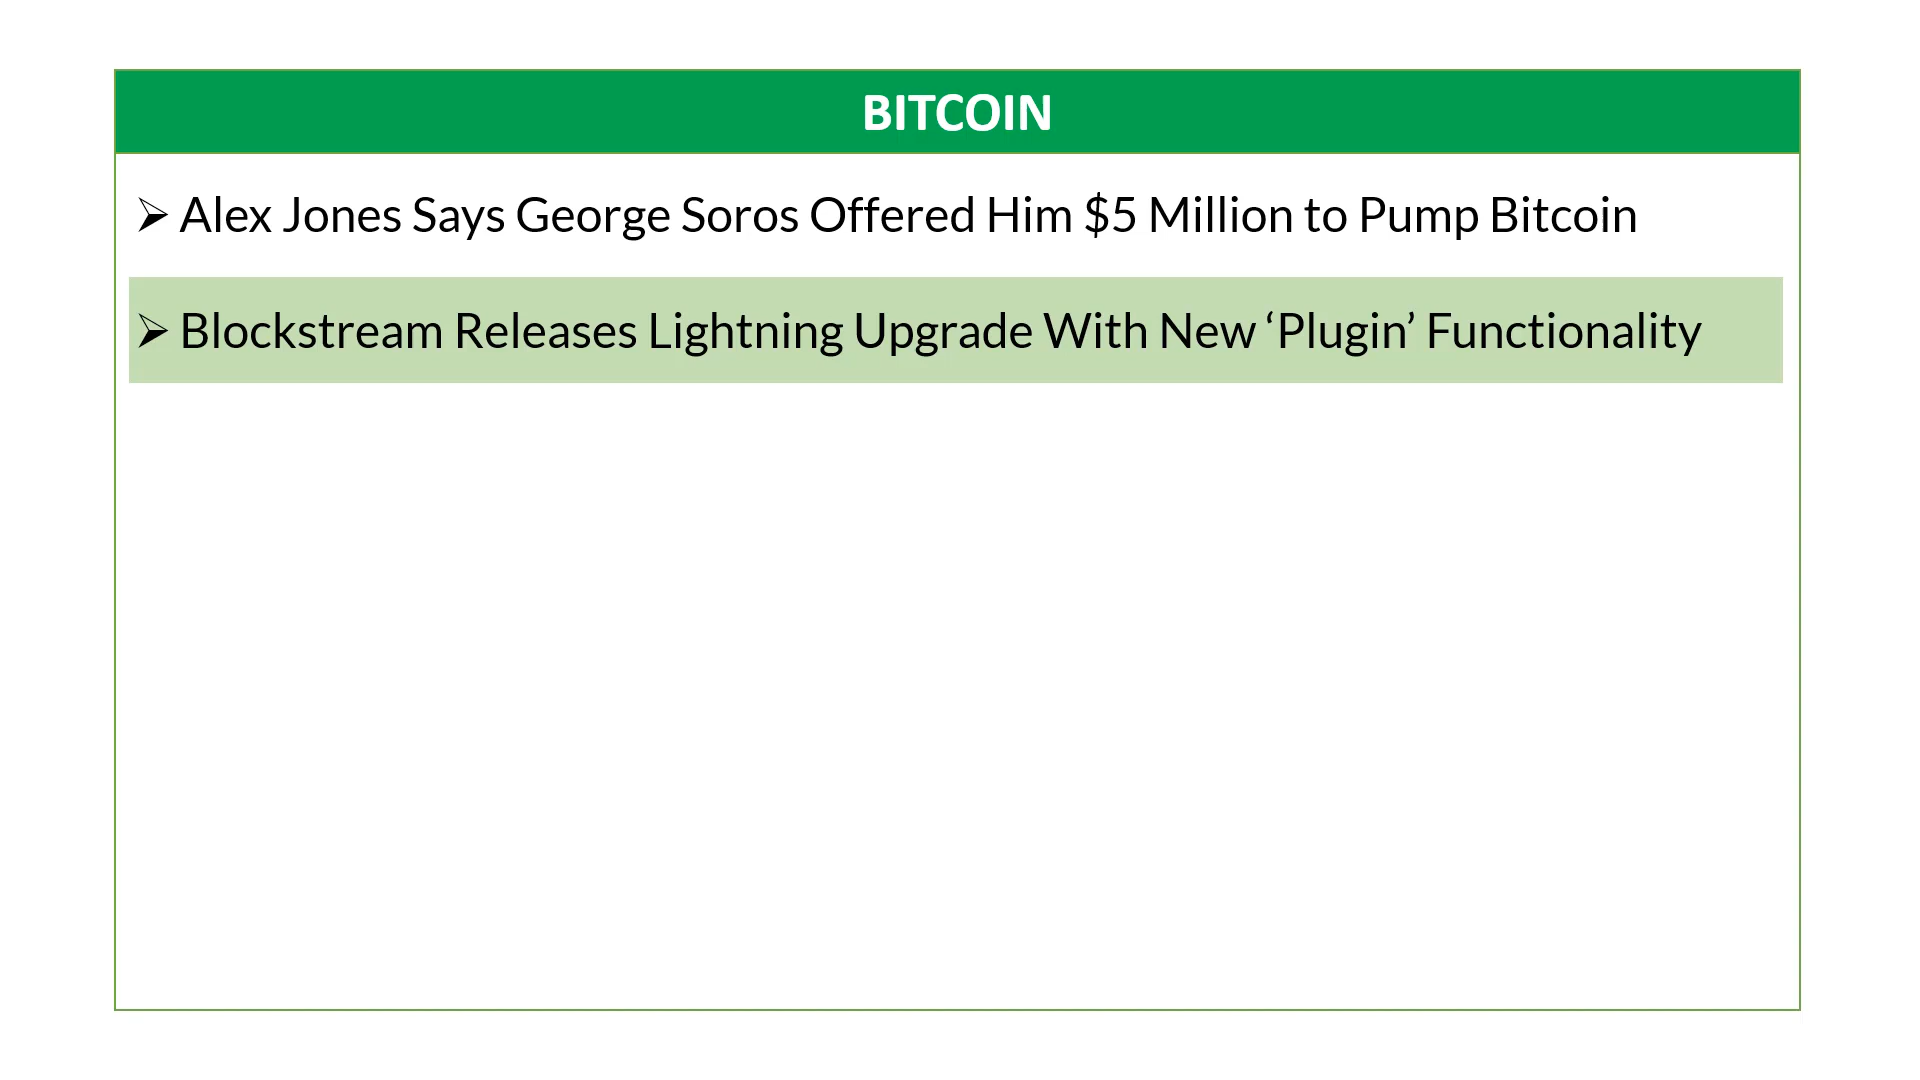 BITCOIN
➢ Alex Jones Says George Soros Offered Him $5 Million to Pump Bitcoin
➢ Blockstream Releases Lightning Upgrade With New ‘Plugin’ Functionality